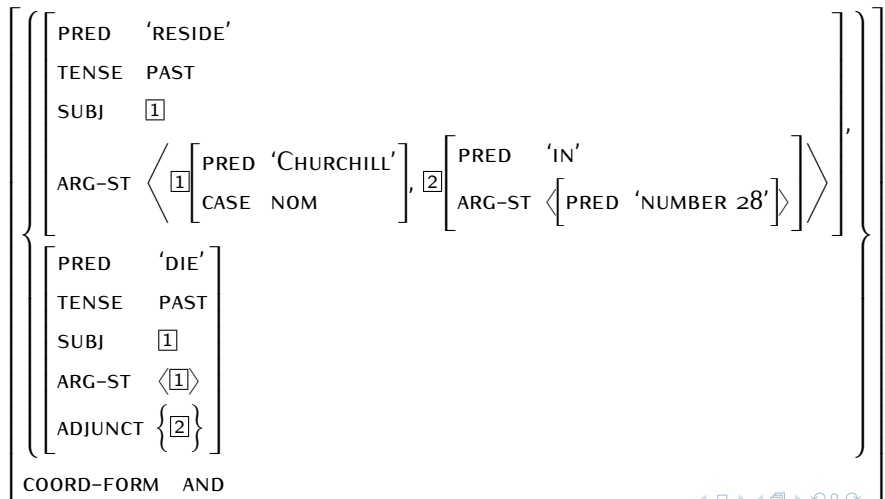 PRED ‘RESIDE’
TENSE PAST
SUBJ 1
ARG-ST ⟨ 1 [PRED ‘CHURCHILL’ CASE NOM], 2 [PRED ‘IN’ ARG-ST ⟨[PRED ‘NUMBER 28’]⟩] ⟩,
PRED ‘DIE’
TENSE PAST
SUBJ 1
ARG-ST ⟨1⟩
ADJUNCT {2}
COORD-FORM AND